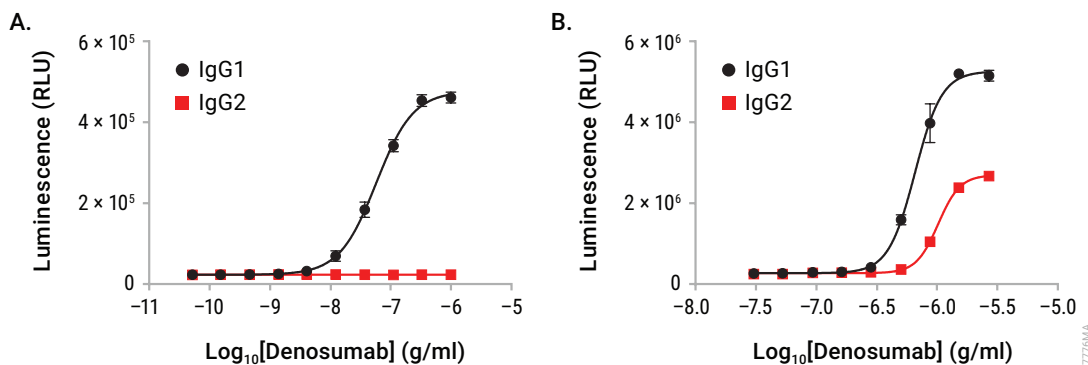 A.
Luminescence (RLU)
6 × 10⁵
4 × 10⁵
2 × 10⁵
0
IgG1
IgG2
−11
−10
−9
−8
−7
−6
−5
Log₁₀[Denosumab] (g/ml)
B.
Luminescence (RLU)
6 × 10⁶
4 × 10⁶
2 × 10⁶
0
IgG1
IgG2
−8.0
−7.5
−7.0
−6.5
−6.0
−5.5
−5.0
Log₁₀[Denosumab] (g/ml)
7776MA